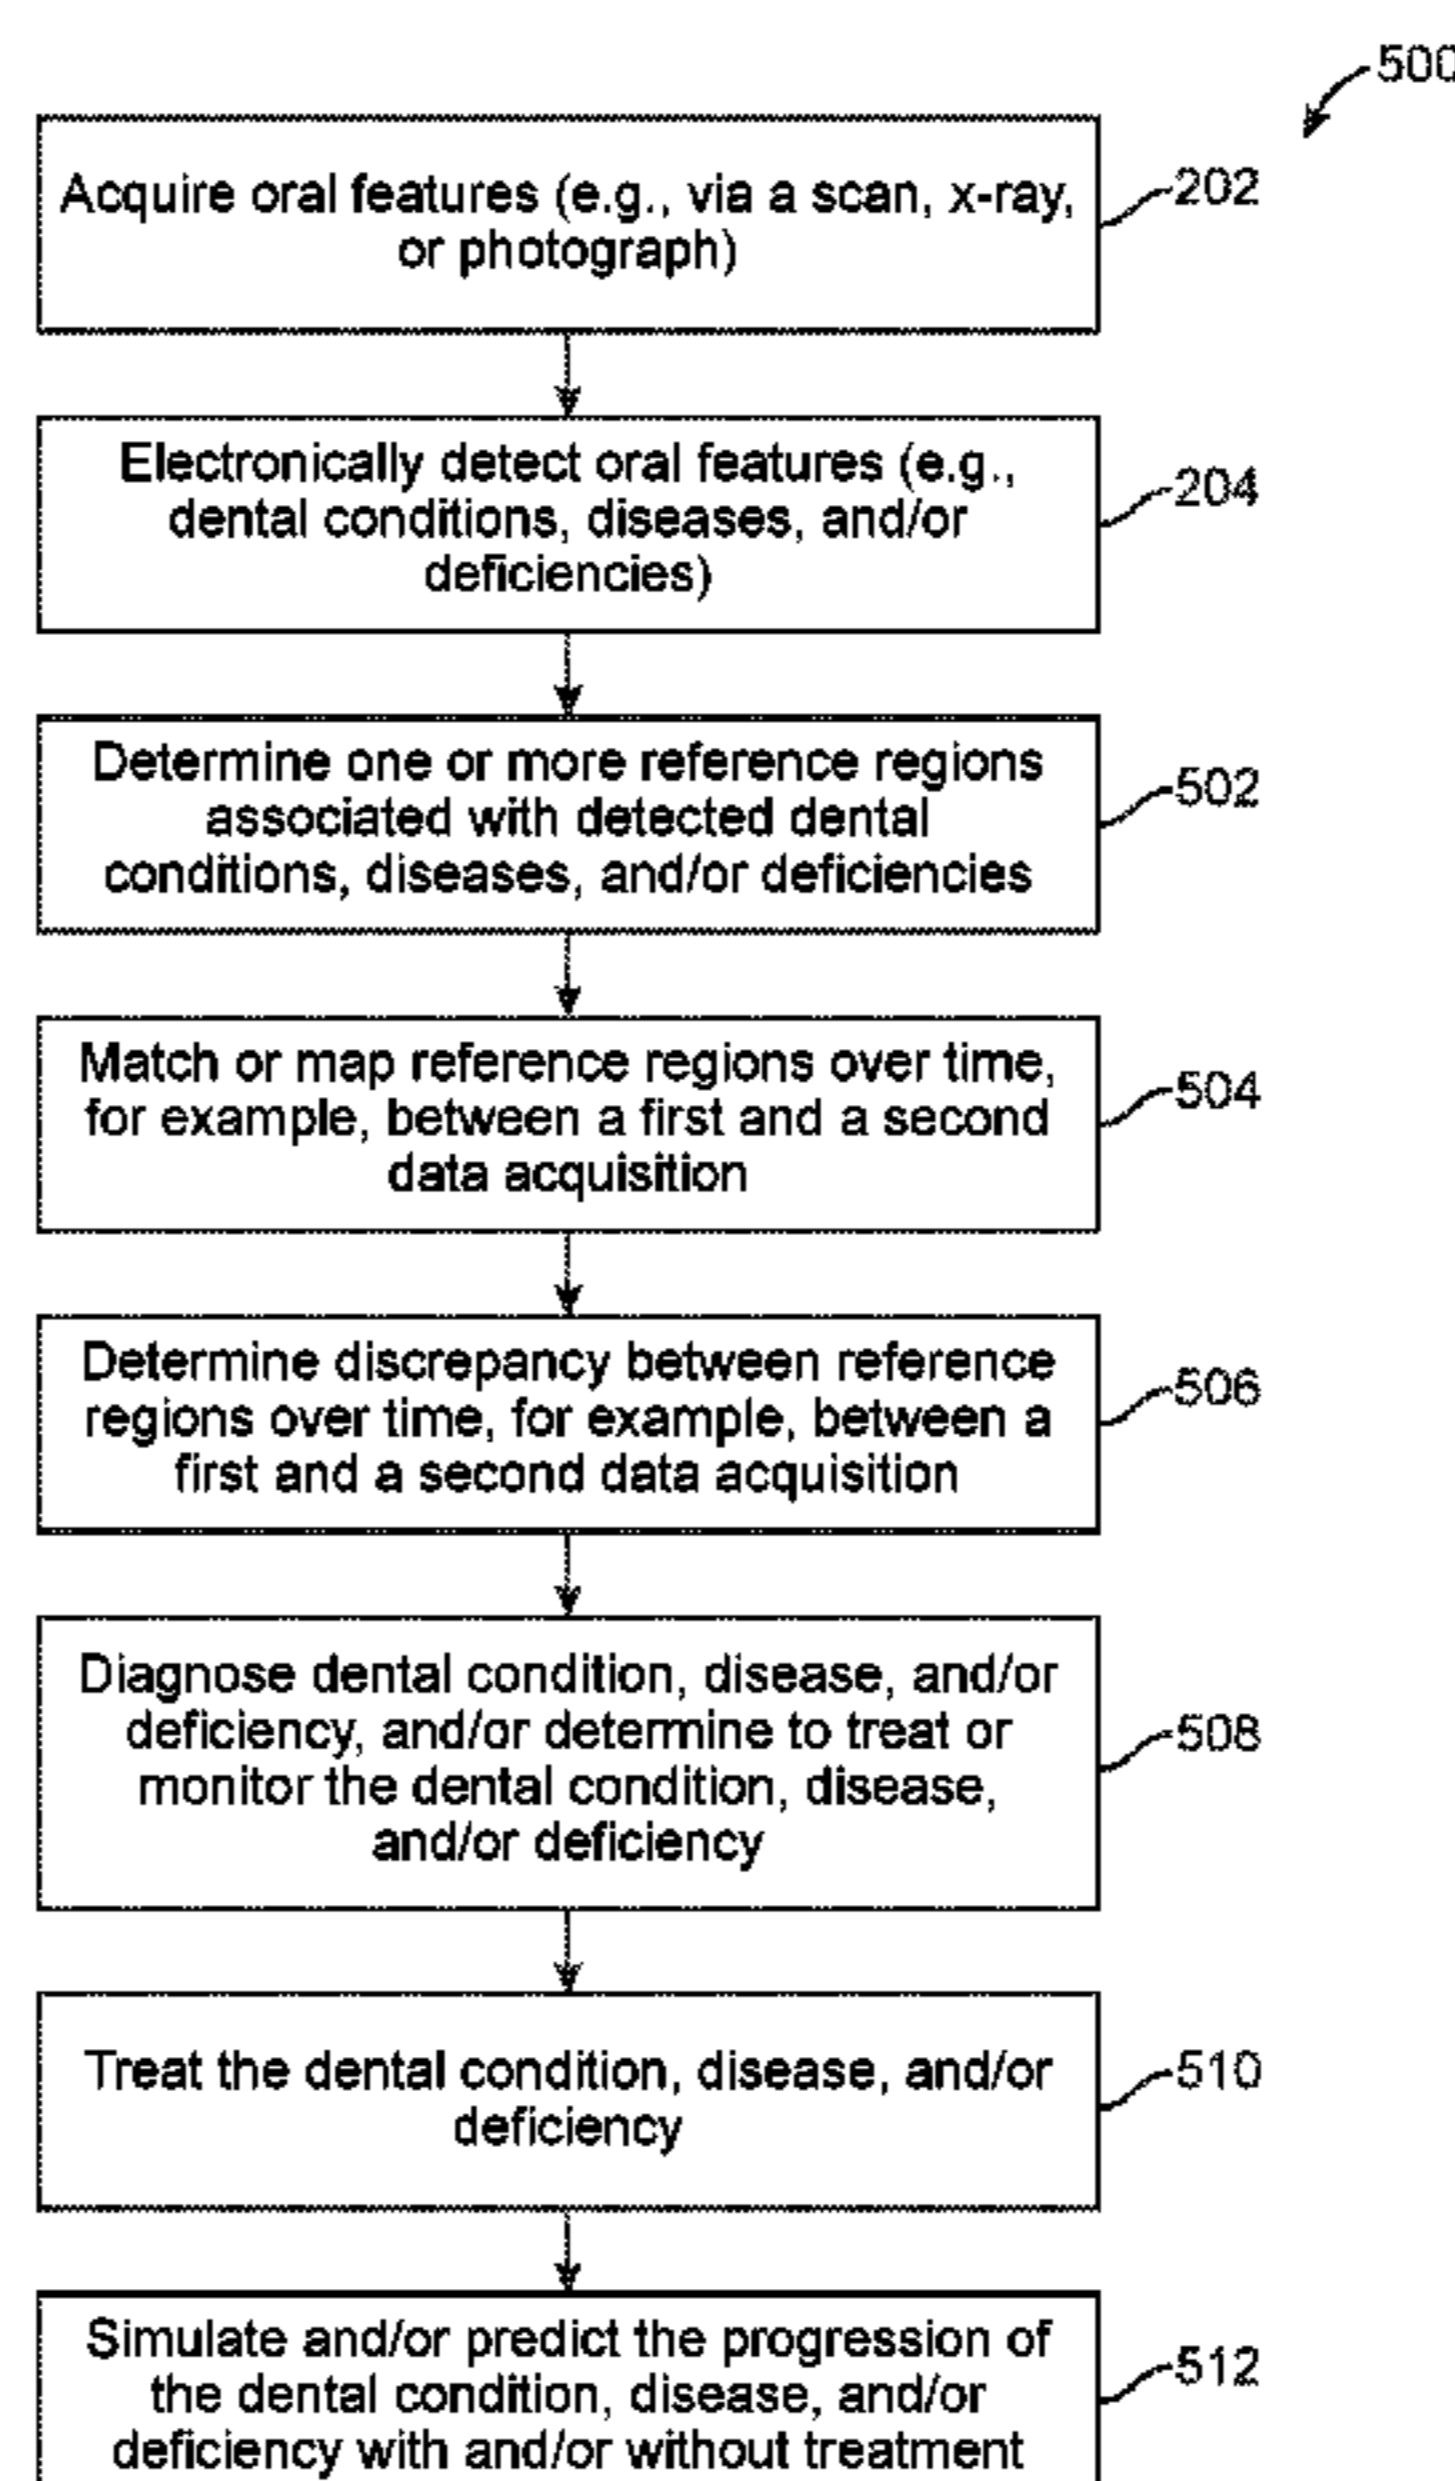 500
Acquire oral features (e.g., via a scan, x-ray,
or photograph)
202
Electronically detect oral features (e.g.,
dental conditions, diseases, and/or
deficiencies)
204
Determine one or more reference regions
associated with detected dental
conditions, diseases, and/or deficiencies
502
Match or map reference regions over time,
for example, between a first and a second
data acquisition
504
Determine discrepancy between reference
regions over time, for example, between a
first and a second data acquisition
506
Diagnose dental condition, disease, and/or
deficiency, and/or determine to treat or
monitor the dental condition, disease,
and/or deficiency
508
Treat the dental condition, disease, and/or
deficiency
510
Simulate and/or predict the progression of
the dental condition, disease, and/or
deficiency with and/or without treatment
512